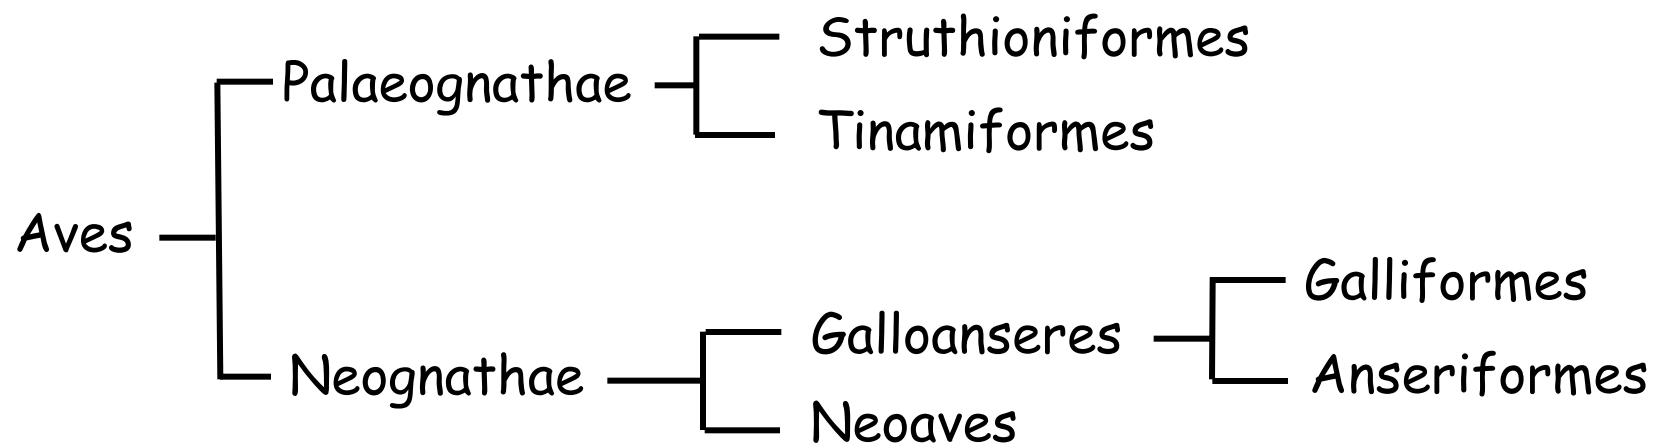 Struthioniformes
Palaeognathae
Tinamiformes
Aves
Galliformes
Galloanseres
Neognathae
Anseriformes
Neoaves